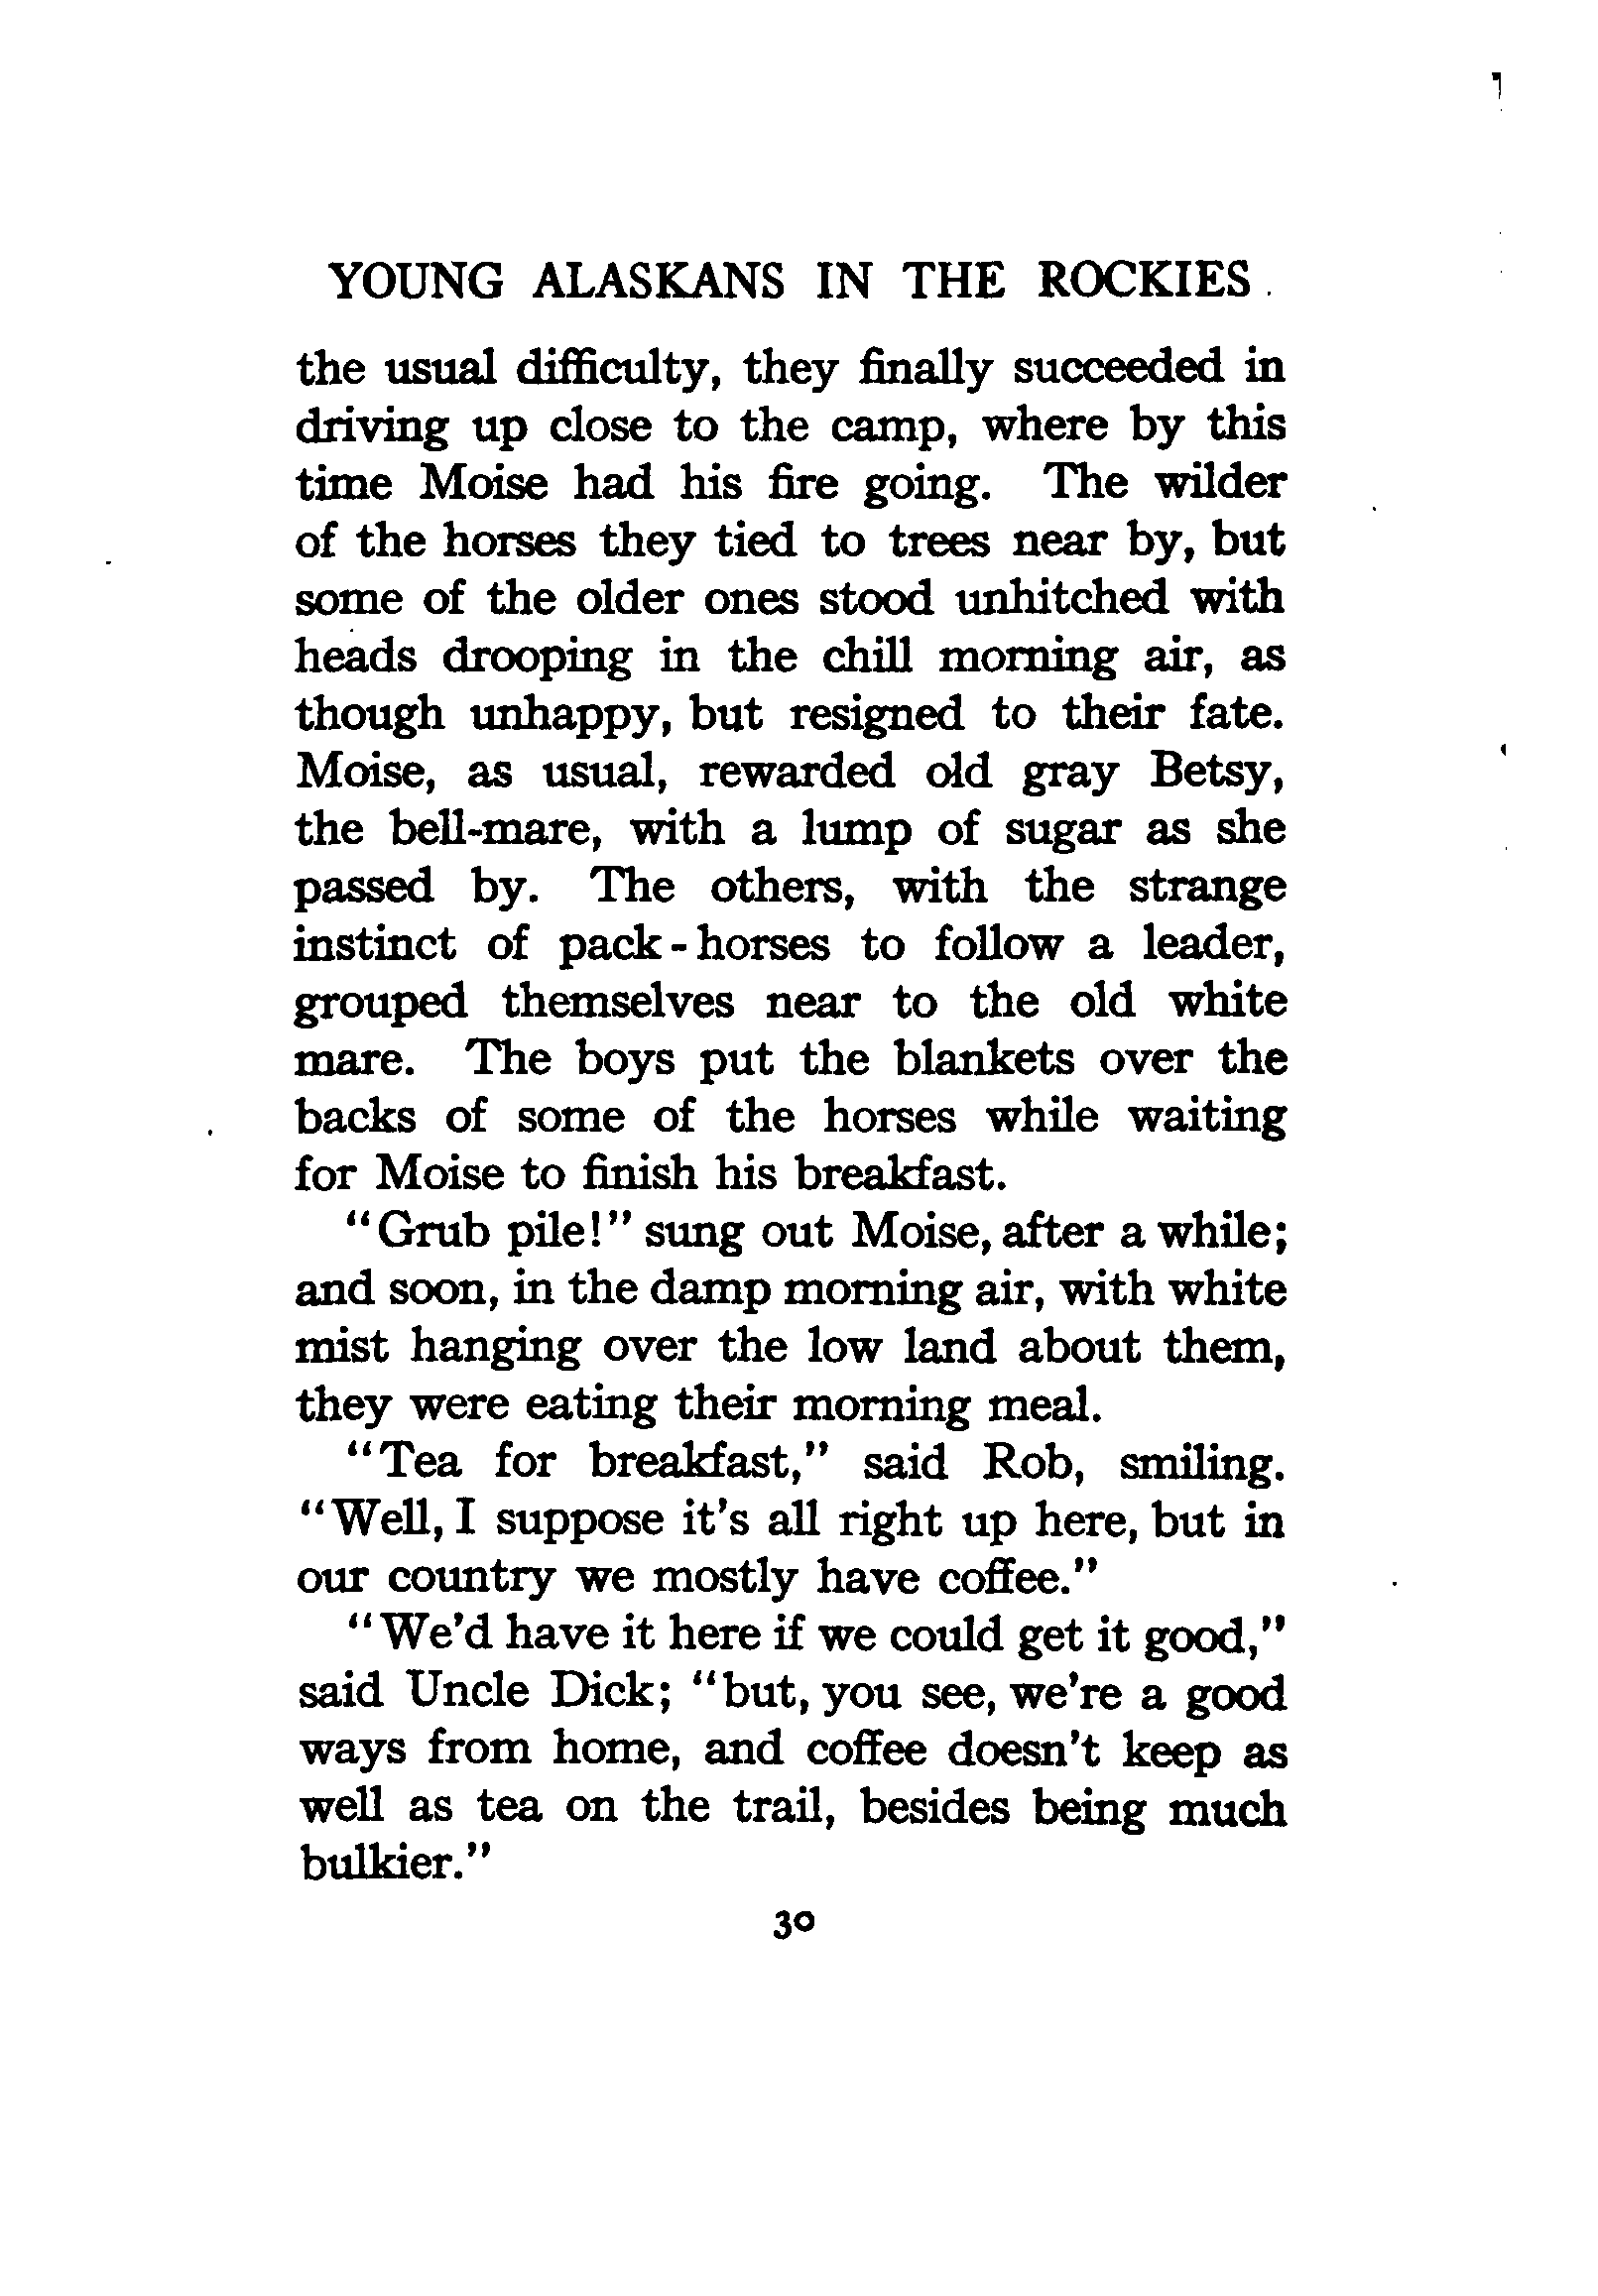 YOUNG ALASKANS IN THE ROCKIES
the usual difficulty, they finally succeeded in
driving up close to the camp, where by this
time Moise had his fire going. The wilder
of the horses they tied to trees near by, but
some of the older ones stood unhitched with
heads drooping in the chill morning air, as
though unhappy, but resigned to their fate.
Moise, as usual, rewarded old gray Betsy,
the bell-mare, with a lump of sugar as she
passed by. The others, with the strange
instinct of pack-horses to follow a leader,
grouped themselves near to the old white
mare. The boys put the blankets over the
backs of some of the horses while waiting
for Moise to finish his breakfast.
"Grub pile!" sung out Moise, after a while;
and soon, in the damp morning air, with white
mist hanging over the low land about them,
they were eating their morning meal.
"Tea for breakfast," said Rob, smiling.
"Well, I suppose it's all right up here, but in
our country we mostly have coffee."
"We'd have it here if we could get it good,"
said Uncle Dick; "but, you see, we're a good
ways from home, and coffee doesn't keep as
well as tea on the trail, besides being much
bulkier."
30